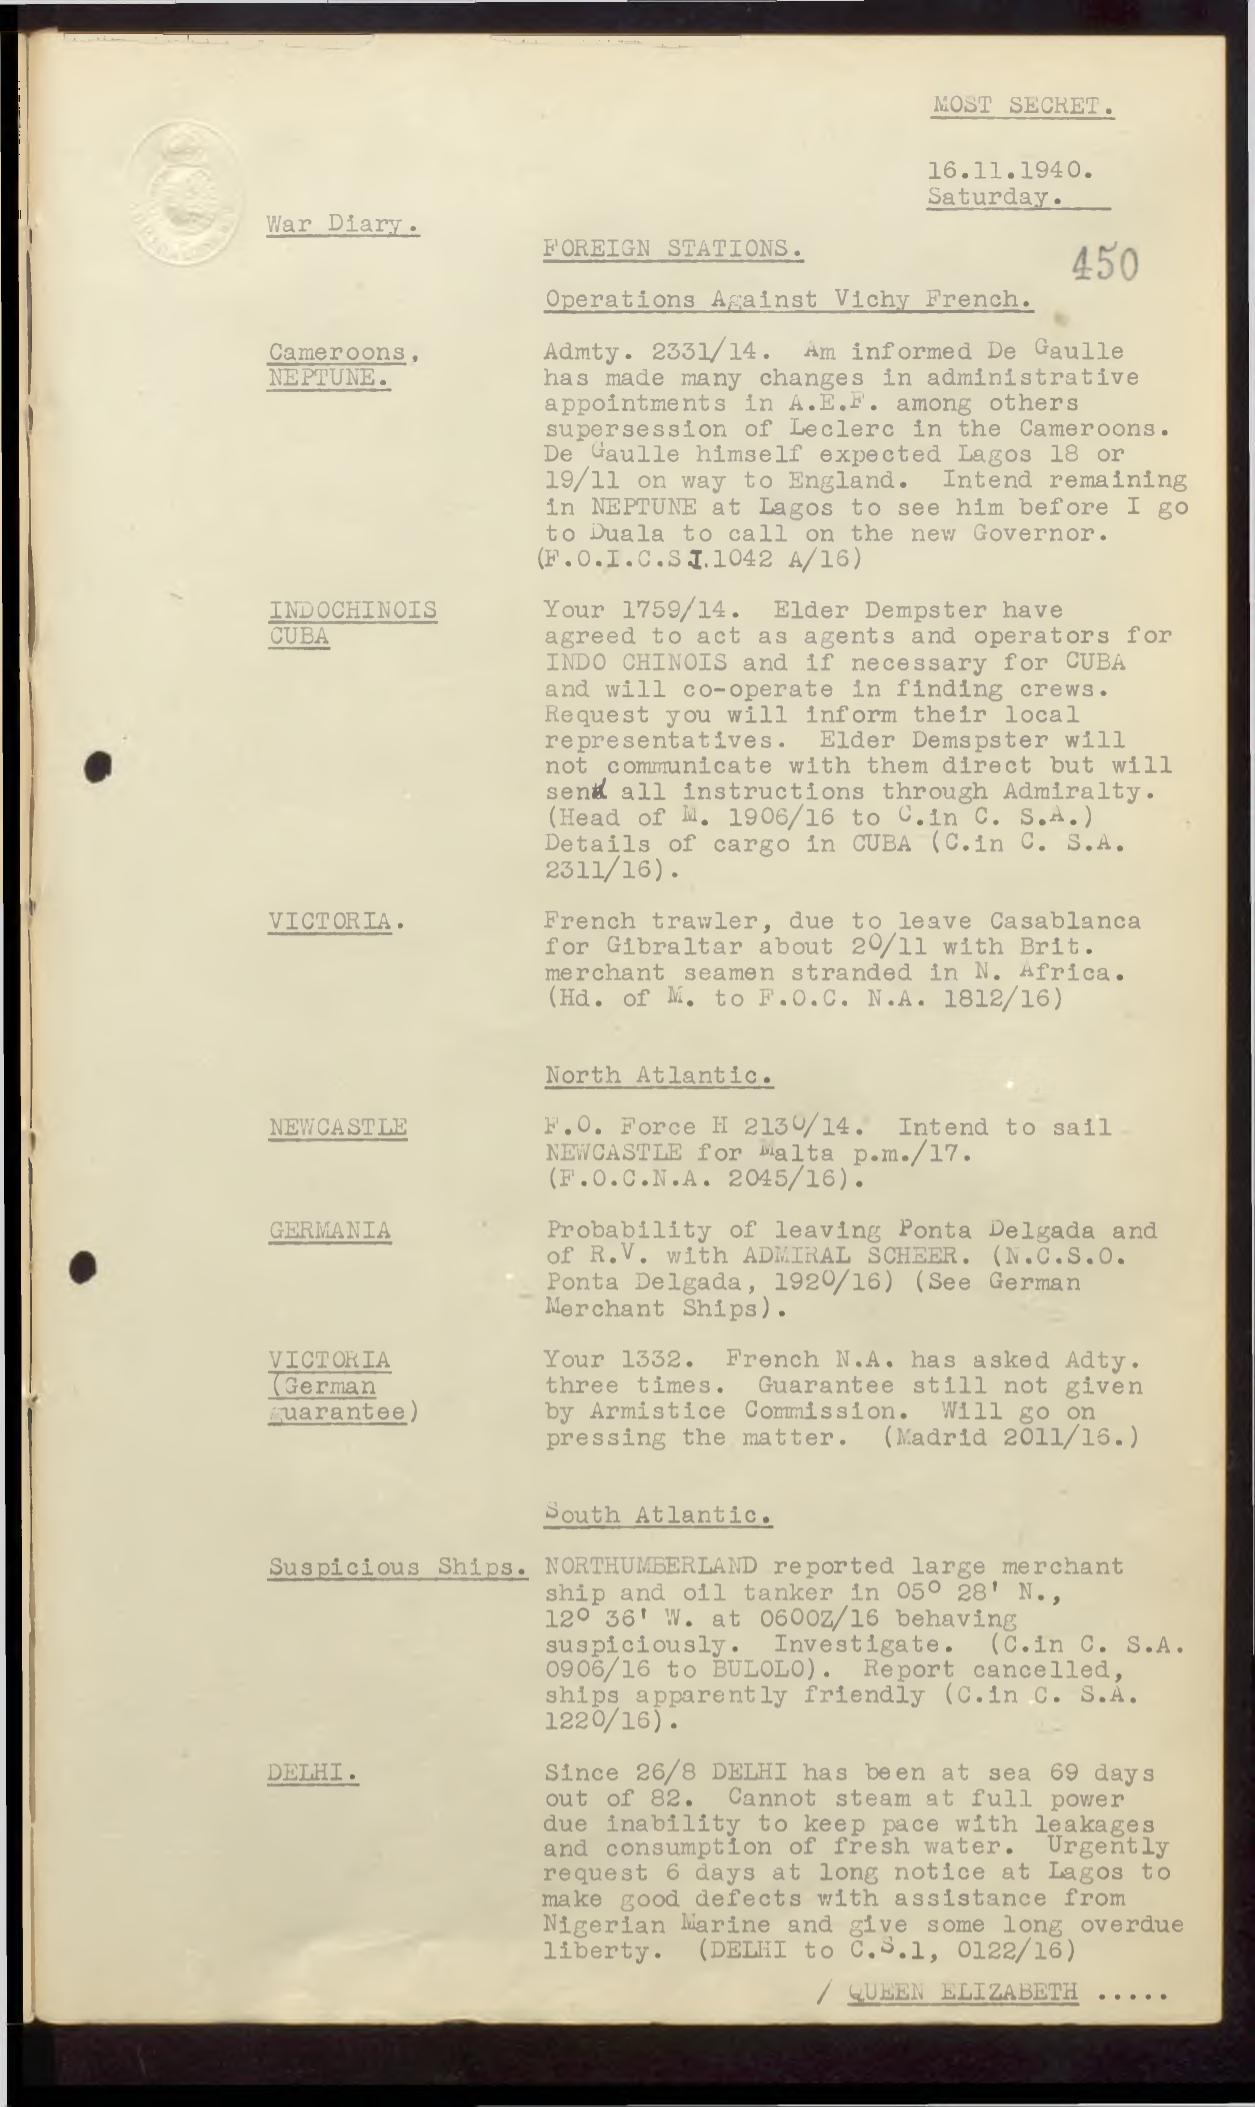 MOST SECRET.
16.11.1940.
Saturday.
War Diary.
FOREIGN STATIONS.
450
Operations Against Vichy French.
Cameroons,
NEPTUNE.
Admty. 2331/14. Am informed De Gaulle
has made many changes in administrative
appointments in A.E.F. among others
supersession of Leclerc in the Cameroons.
De Gaulle himself expected Lagos 18 or
19/11 on way to England. Intend remaining
in NEPTUNE at Lagos to see him before I go
to Duala to call on the new Governor.
(F.O.I.C.S I.1042 A/16)
INDOCHINOIS
CUBA
Your 1759/14. Elder Dempster have
agreed to act as agents and operators for
INDO CHINOIS and if necessary for CUBA
and will co-operate in finding crews.
Request you will inform their local
representatives. Elder Demspster will
not communicate with them direct but will
send all instructions through Admiralty.
(Head of M. 1906/16 to C.in C. S.A.)
Details of cargo in CUBA (C.in C. S.A.
2311/16).
VICTORIA.
French trawler, due to leave Casablanca
for Gibraltar about 20/11 with Brit.
merchant seamen stranded in N. Africa.
(Hd. of M. to F.O.C. N.A. 1812/16)
North Atlantic.
NEWCASTLE
F.O. Force H 2130/14. Intend to sail
NEWCASTLE for Malta p.m./17.
(F.O.C.N.A. 2045/16).
GERMANIA
Probability of leaving Ponta Delgada and
of R.V. with ADMIRAL SCHEER. (N.C.S.O.
Ponta Delgada, 1920/16) (See German
Merchant Ships).
VICTORIA
(German
guarantee)
Your 1332. French N.A. has asked Adty.
three times. Guarantee still not given
by Armistice Commission. Will go on
pressing the matter. (Madrid 2011/16.)
South Atlantic.
Suspicious Ships.
NORTHUMBERLAND reported large merchant
ship and oil tanker in 05° 28' N.,
12° 36' W. at 0600Z/16 behaving
suspiciously. Investigate. (C.in C. S.A.
0906/16 to BULOLO). Report cancelled,
ships apparently friendly (C.in C. S.A.
1220/16).
DELHI.
Since 26/8 DELHI has been at sea 69 days
out of 82. Cannot steam at full power
due inability to keep pace with leakages
and consumption of fresh water. Urgently
request 6 days at long notice at Lagos to
make good defects with assistance from
Nigerian Marine and give some long overdue
liberty. (DELHI to C.S.1, 0122/16)
/ QUEEN ELIZABETH .....